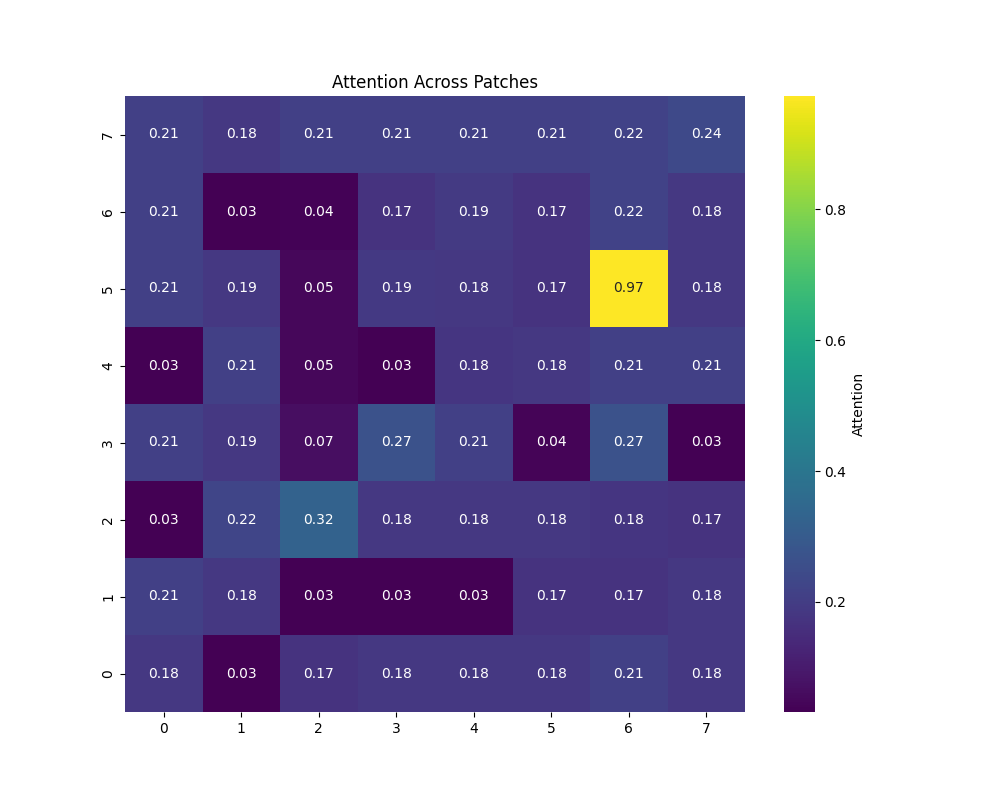 Attention Across Patches
7 0.21 0.18 0.21 0.21 0.21 0.21 0.22 0.24
6 0.21 0.03 0.04 0.17 0.19 0.17 0.22 0.18
5 0.21 0.19 0.05 0.19 0.18 0.17 0.97 0.18
4 0.03 0.21 0.05 0.03 0.18 0.18 0.21 0.21
3 0.21 0.19 0.07 0.27 0.21 0.04 0.27 0.03
2 0.03 0.22 0.32 0.18 0.18 0.18 0.18 0.17
1 0.21 0.18 0.03 0.03 0.03 0.17 0.17 0.18
0 0.18 0.03 0.17 0.18 0.18 0.18 0.21 0.18
0 1 2 3 4 5 6 7
0.8
0.6
0.4
0.2
Attention